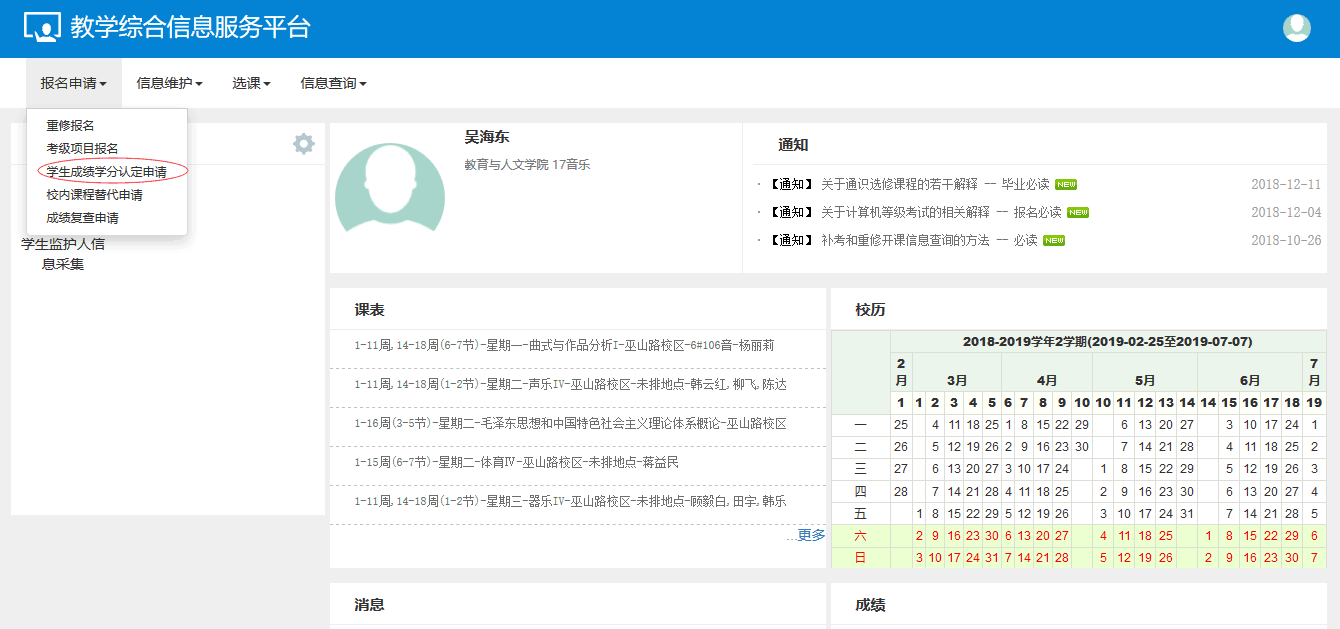 教学综合信息服务平台
报名申请 信息维护 选课 信息查询
重修报名
考级项目报名
学生成绩学分认定申请
校内课程替代申请
成绩复查申请
学生监护人信
息采集
吴海东
教育与人文学院 17音乐
通知
·【通知】 关于通识选修课程的若干解释 -- 毕业必读 NEW 2018-12-11
·【通知】 关于计算机等级考试的相关解释 -- 报名必读 NEW 2018-12-04
·【通知】 补考和重修开课信息查询的方法 -- 必读 NEW 2018-10-26
课表
1-11周,14-18周(6-7节)-星期一-曲式与作品分析I-巫山路校区-6#106音-杨丽莉
1-11周,14-18周(1-2节)-星期二-声乐IV-巫山路校区-未排地点-韩云红,柳飞,陈达
1-16周(3-5节)-星期二-毛泽东思想和中国特色社会主义理论体系概论-巫山路校区
1-15周(6-7节)-星期二-体育IV-巫山路校区-未排地点-蒋益民
1-11周,14-18周(1-2节)-星期三-器乐IV-巫山路校区-未排地点-顾毅白,田宇,韩乐
...更多
校历
2018-2019学年2学期(2019-02-25至2019-07-07)
2月 3月 4月 5月 6月 7月
1 1 2 3 4 5 6 7 8 9 10 10 11 12 13 14 14 15 16 17 18 19
一 25 4 11 18 25 1 8 15 22 29 6 13 20 27 3 10 17 24 1
二 26 5 12 19 26 2 9 16 23 30 7 14 21 28 4 11 18 25 2
三 27 6 13 20 27 3 10 17 24 1 8 15 22 29 5 12 19 26 3
四 28 7 14 21 28 4 11 18 25 2 9 16 23 30 6 13 20 27 4
五 1 8 15 22 29 5 12 19 26 3 10 17 24 31 7 14 21 28 5
六 2 9 16 23 30 6 13 20 27 4 11 18 25 1 8 15 22 29 6
日 3 10 17 24 31 7 14 21 28 5 12 19 26 2 9 16 23 30 7
消息
成绩